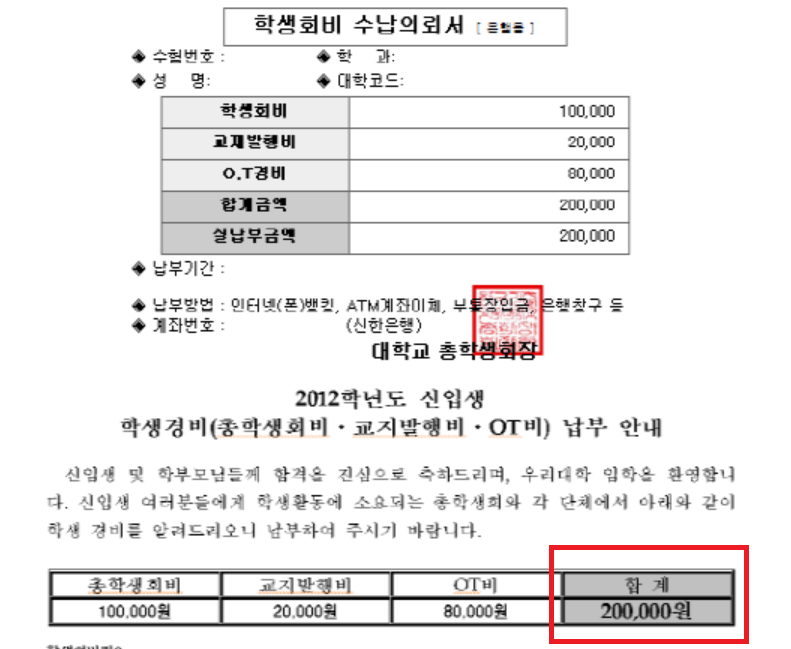 학생회비 수납의뢰서 [ 은행용 ]
◆ 수험번호 : ◆ 학 과:
◆ 성 명: ◆ 대학코드:
학생회비 100,000
교재발행비 20,000
O.T경비 80,000
합계금액 200,000
실납부금액 200,000
◆ 납부기간 :
◆ 납부방법 : 인터넷(폰)뱅킹, ATM계좌이체, 무통장입금, 은행창구 등
◆ 계좌번호 : (신한은행)
대학교 총학생회장
2012학년도 신입생
학생경비(총학생회비·교지발행비·OT비) 납부 안내
신입생 및 학부모님들께 합격을 진심으로 축하드리며, 우리대학 입학을 환영합니
다. 신입생 여러분들에게 학생활동에 소요되는 총학생회와 각 단체에서 아래와 같이
학생 경비를 알려드리오니 납부하여 주시기 바랍니다.
총학생회비 교지발행비 OT비 합 계
100,000원 20,000원 80,000원 200,000원